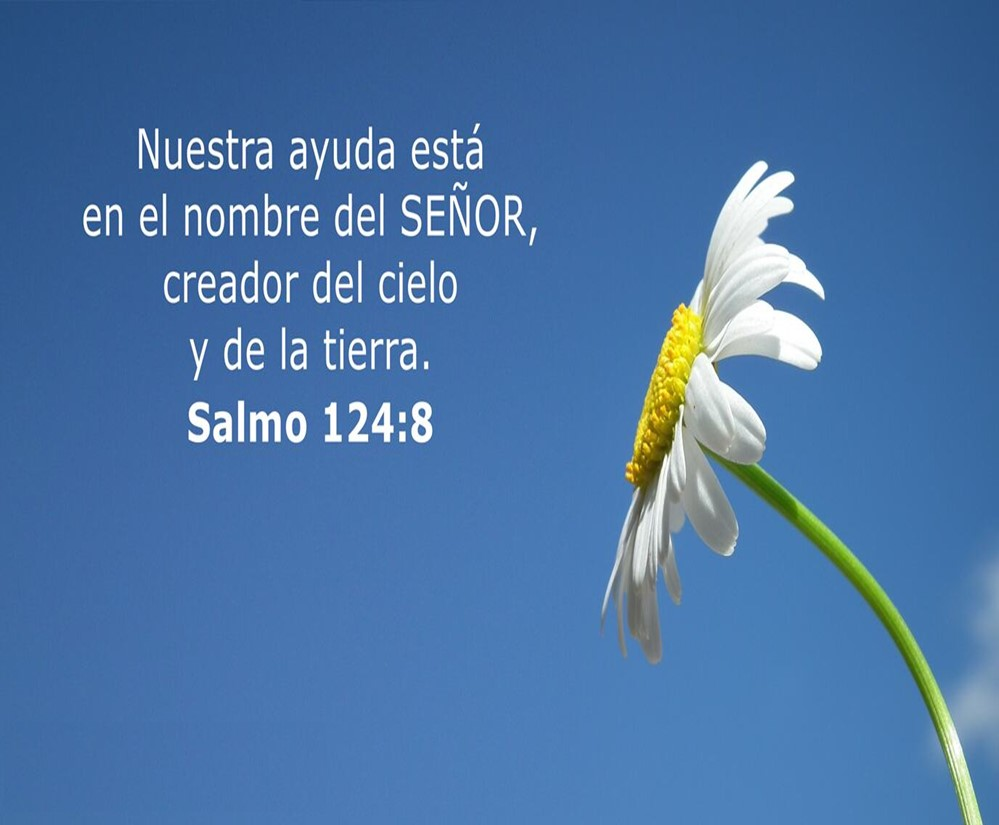 Nuestra ayuda está
en el nombre del SEÑOR,
creador del cielo
y de la tierra.
Salmo 124:8